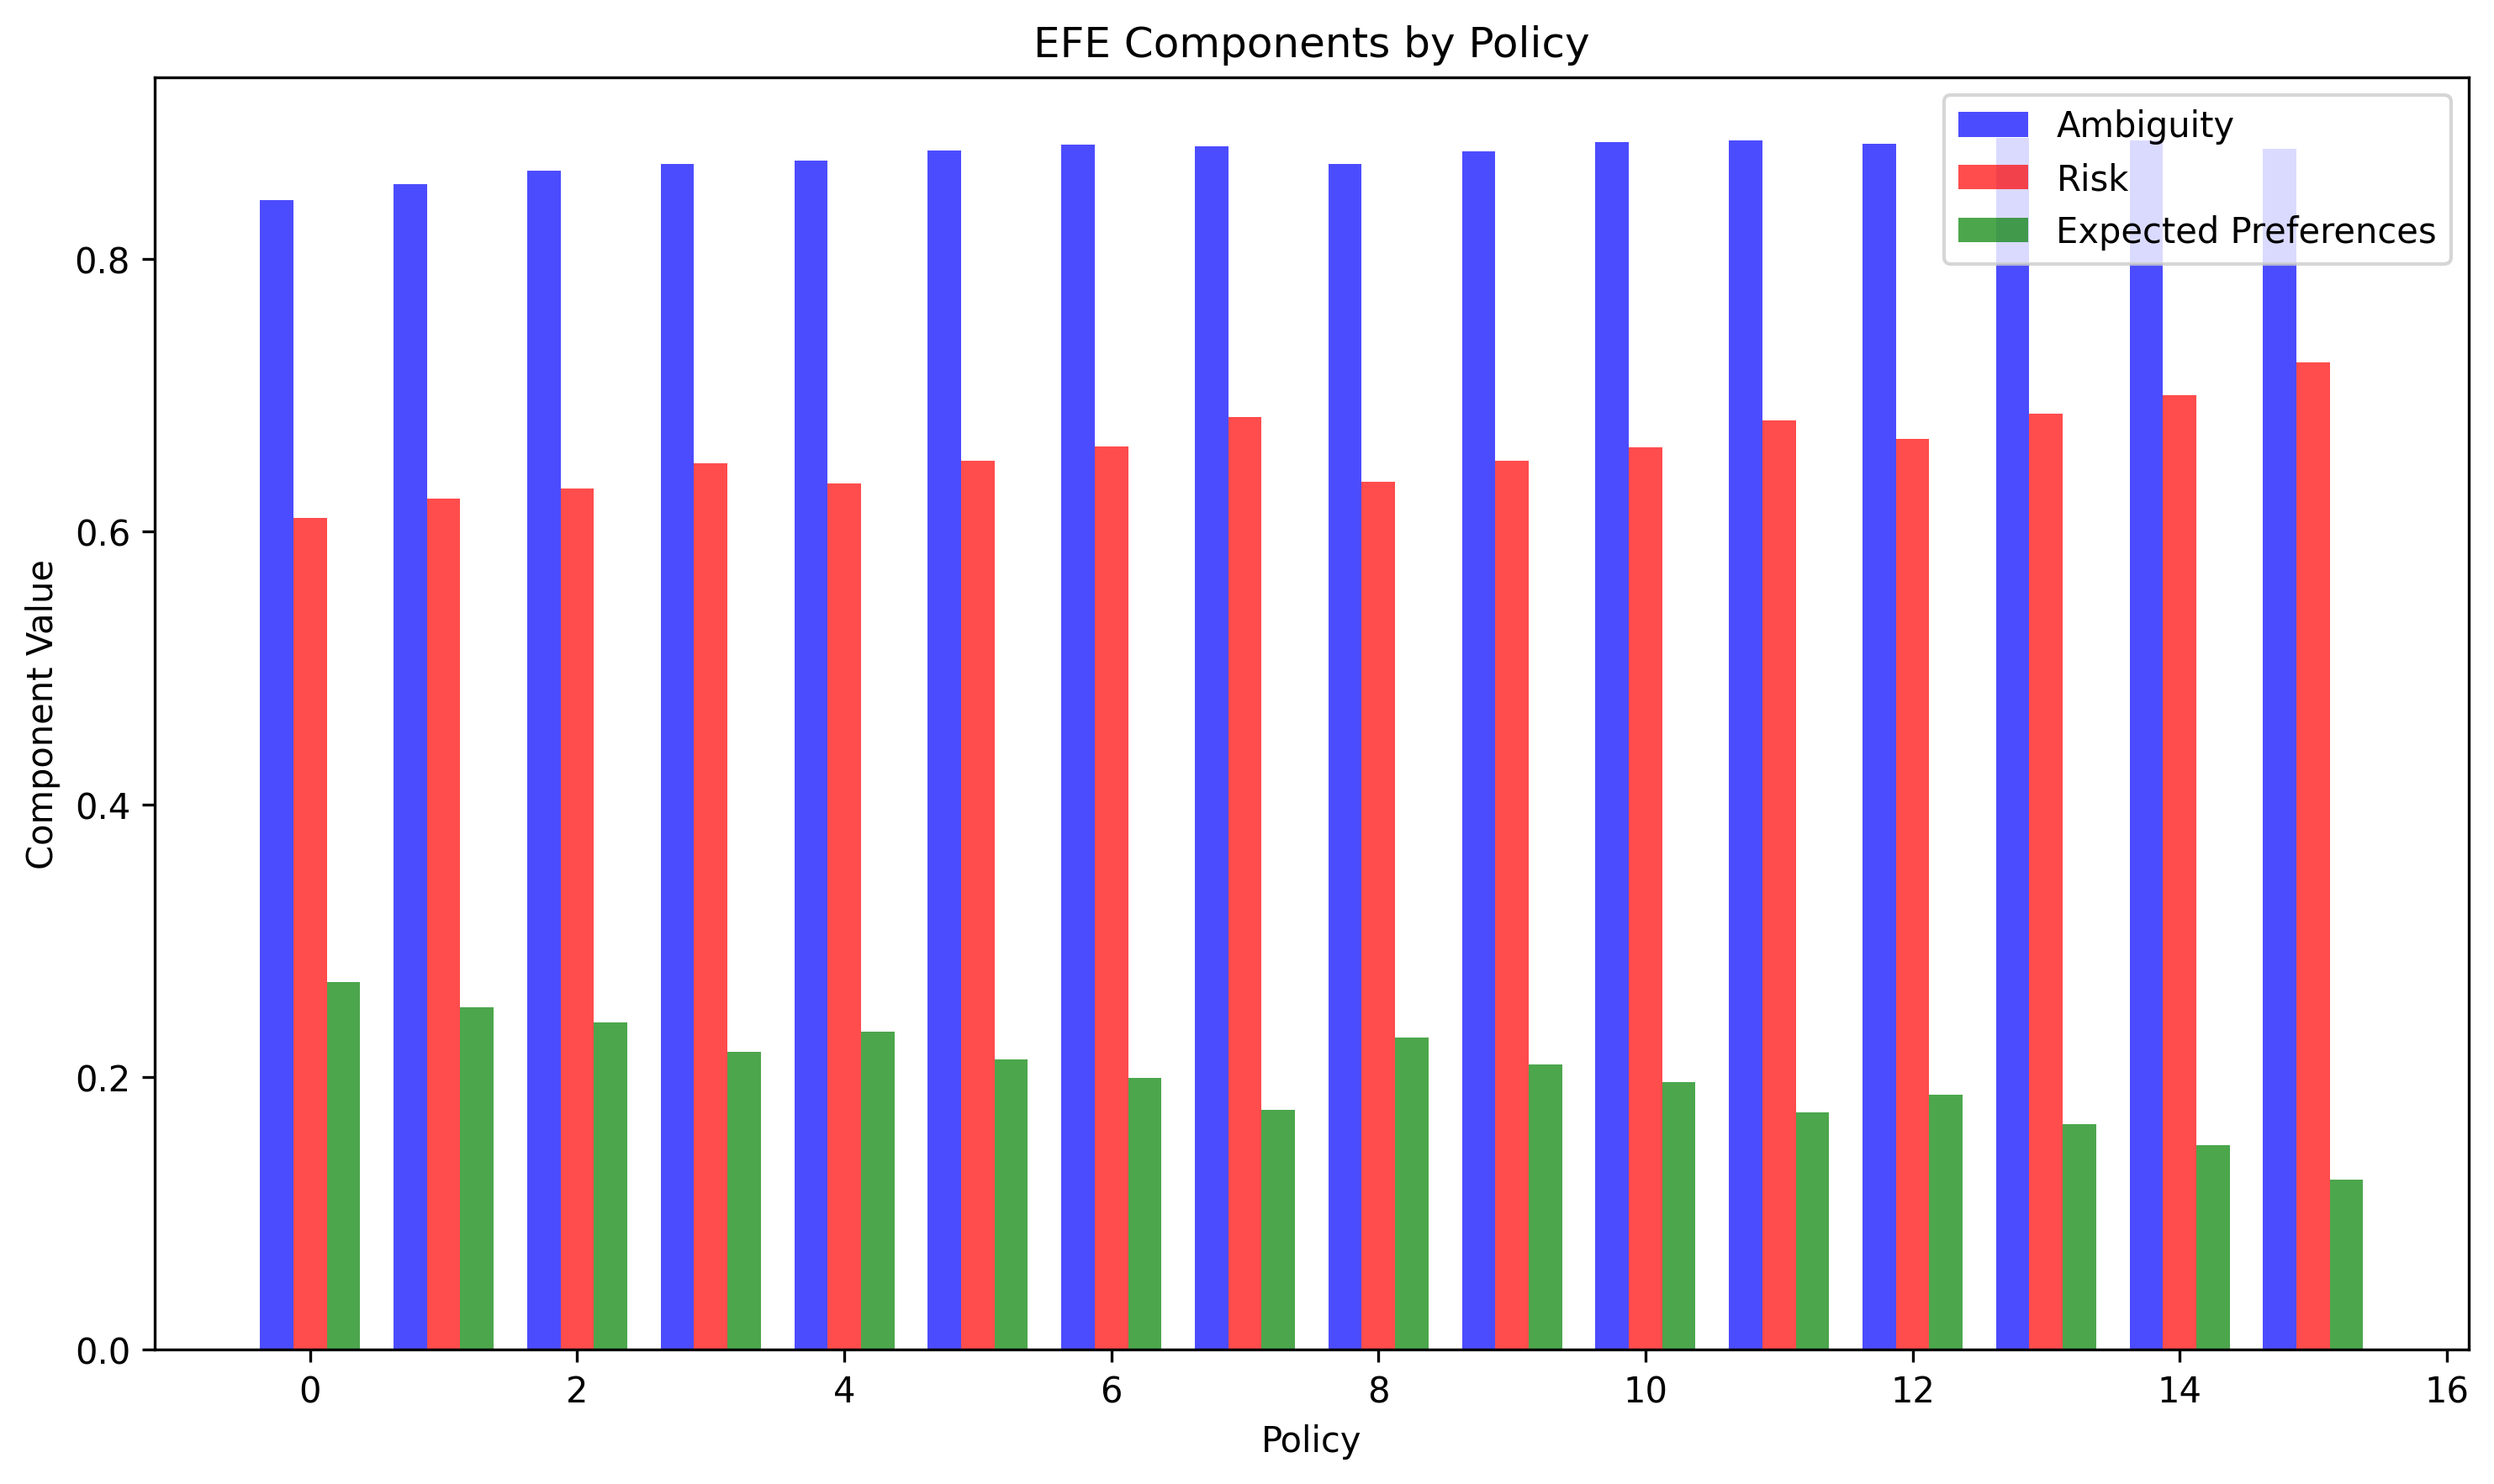 EFE Components by Policy
Ambiguity
Risk
Expected Preferences
Component Value
0.8
0.6
0.4
0.2
0.0
0 2 4 6 8 10 12 14 16
Policy